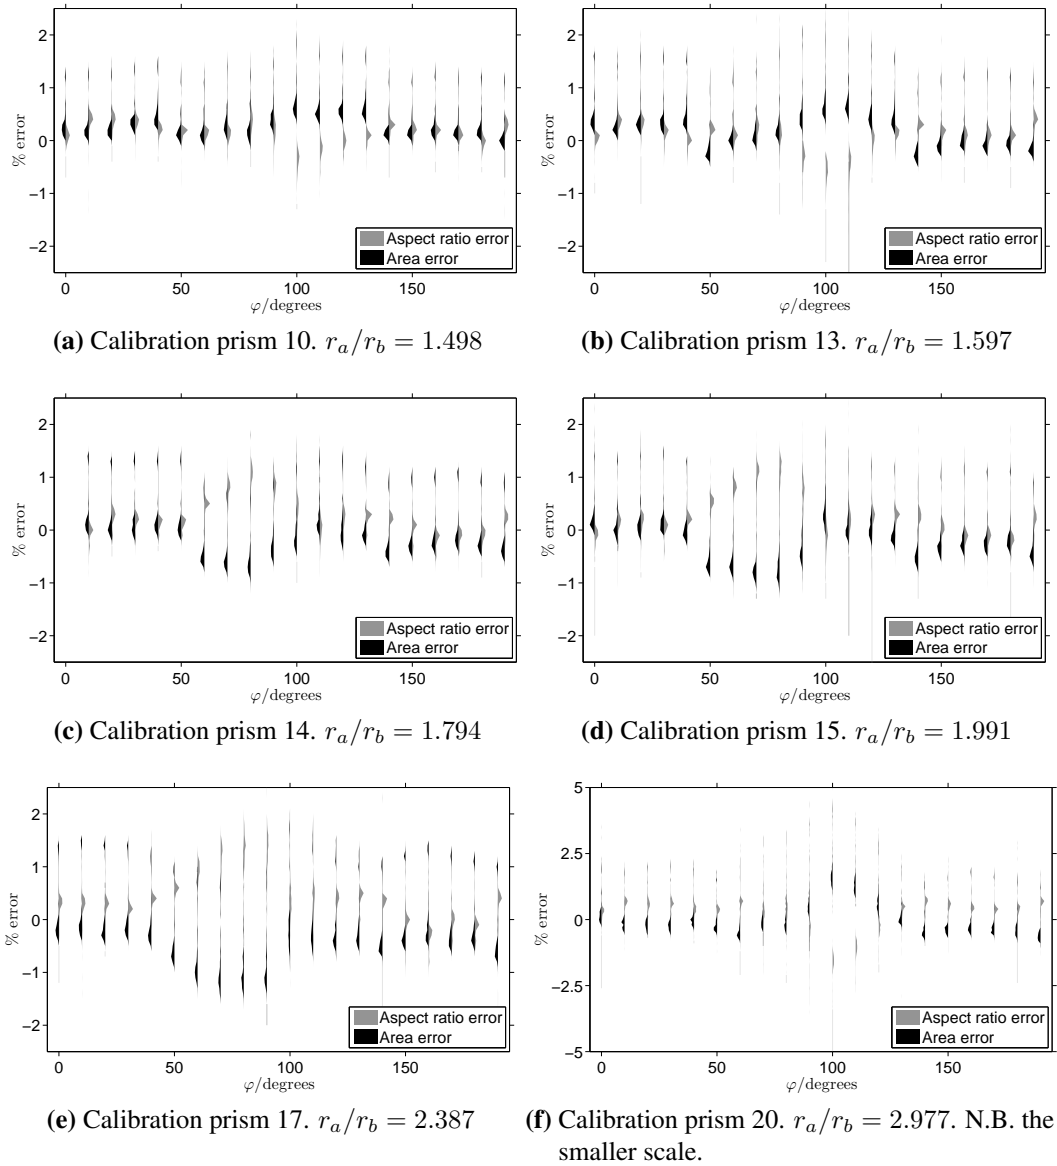 2
1
0
−1
−2
% error
0
50
100
150
φ/degrees
Aspect ratio error
Area error
(a) Calibration prism 10. rₐ/r_b = 1.498
2
1
0
−1
−2
% error
0
50
100
150
φ/degrees
Aspect ratio error
Area error
(b) Calibration prism 13. rₐ/r_b = 1.597
2
1
0
−1
−2
% error
0
50
100
150
φ/degrees
Aspect ratio error
Area error
(c) Calibration prism 14. rₐ/r_b = 1.794
2
1
0
−1
−2
% error
0
50
100
150
φ/degrees
Aspect ratio error
Area error
(d) Calibration prism 15. rₐ/r_b = 1.991
2
1
0
−1
−2
% error
0
50
100
150
φ/degrees
Aspect ratio error
Area error
(e) Calibration prism 17. rₐ/r_b = 2.387
5
2.5
0
−2.5
−5
% error
0
50
100
150
φ/degrees
Aspect ratio error
Area error
(f) Calibration prism 20. rₐ/r_b = 2.977. N.B. the
smaller scale.